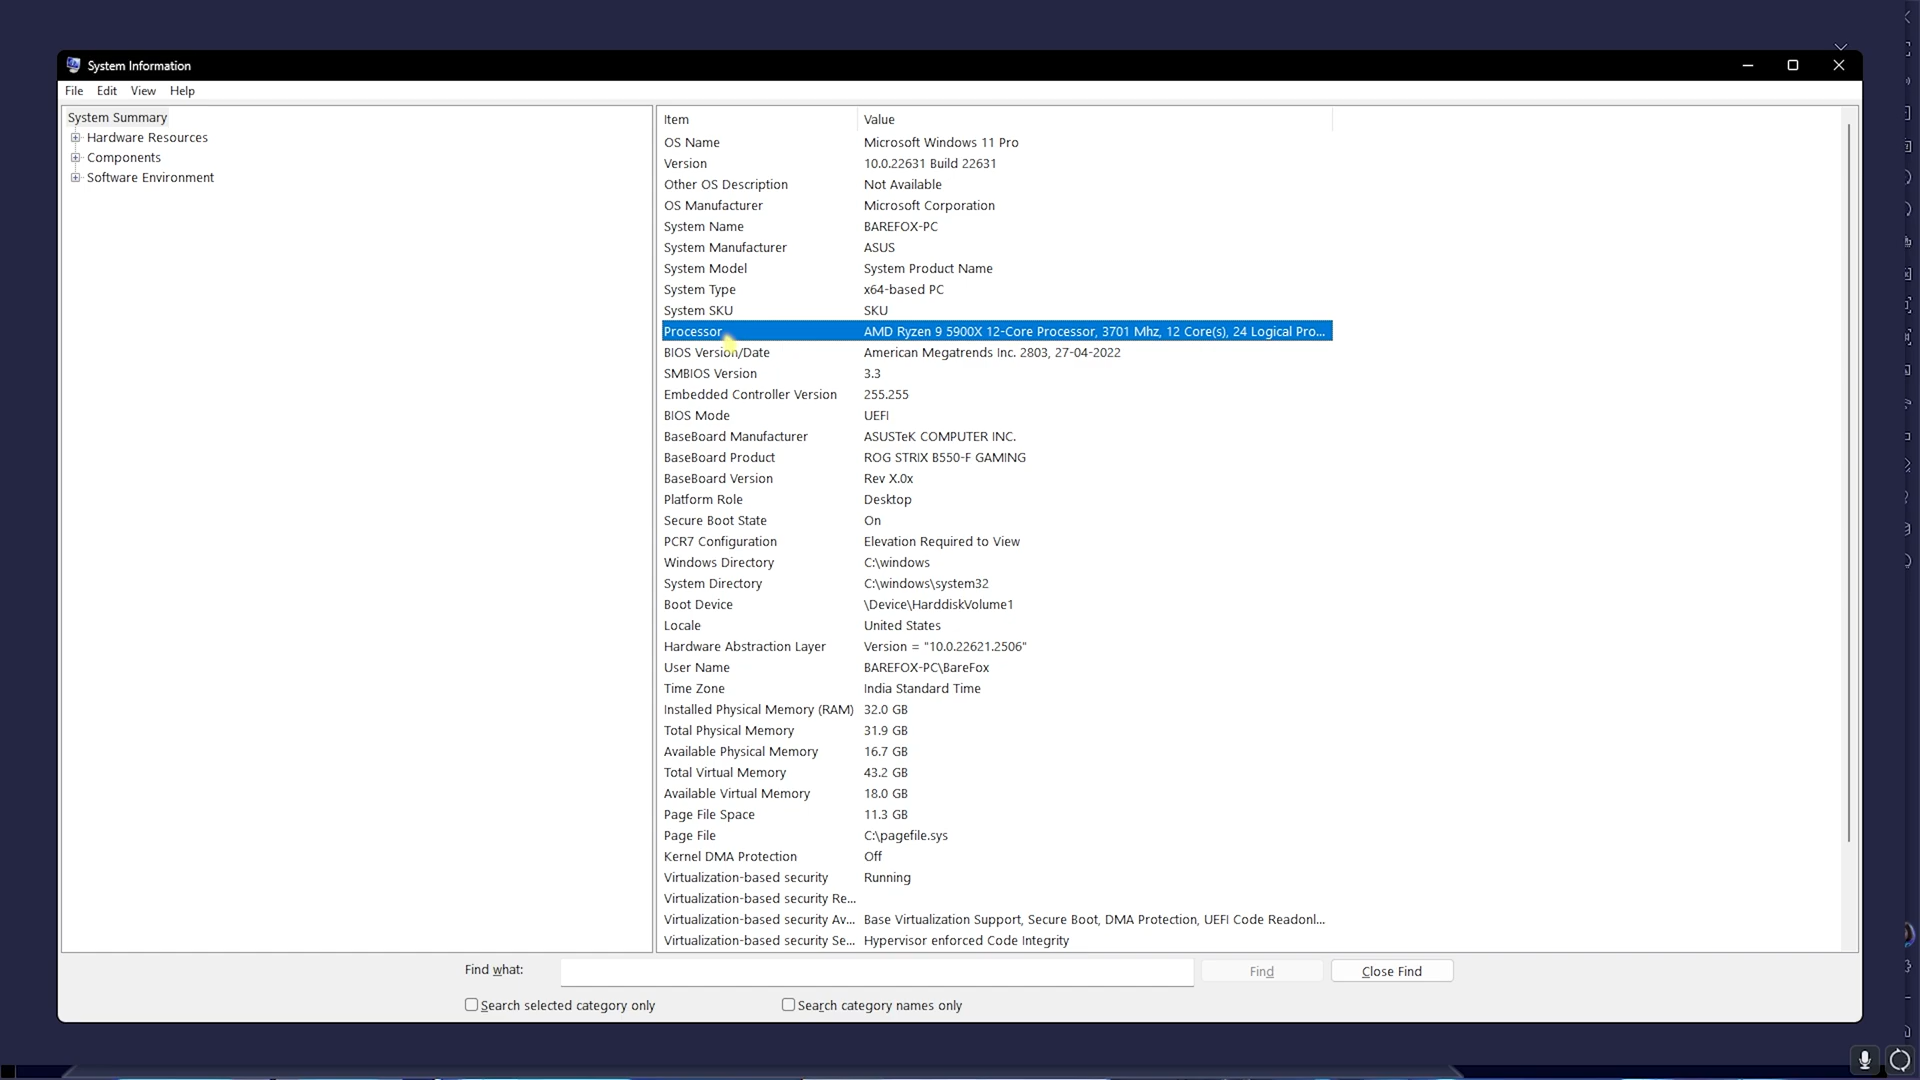 System Information
File Edit View Help
System Summary
Hardware Resources
Components
Software Environment
Item Value
OS Name Microsoft Windows 11 Pro
Version 10.0.22631 Build 22631
Other OS Description Not Available
OS Manufacturer Microsoft Corporation
System Name BAREFOX-PC
System Manufacturer ASUS
System Model System Product Name
System Type x64-based PC
System SKU SKU
Processor AMD Ryzen 9 5900X 12-Core Processor, 3701 Mhz, 12 Core(s), 24 Logical Pro...
BIOS Version/Date American Megatrends Inc. 2803, 27-04-2022
SMBIOS Version 3.3
Embedded Controller Version 255.255
BIOS Mode UEFI
BaseBoard Manufacturer ASUSTeK COMPUTER INC.
BaseBoard Product ROG STRIX B550-F GAMING
BaseBoard Version Rev X.0x
Platform Role Desktop
Secure Boot State On
PCR7 Configuration Elevation Required to View
Windows Directory C:\windows
System Directory C:\windows\system32
Boot Device \Device\HarddiskVolume1
Locale United States
Hardware Abstraction Layer Version = "10.0.22621.2506"
User Name BAREFOX-PC\BareFox
Time Zone India Standard Time
Installed Physical Memory (RAM) 32.0 GB
Total Physical Memory 31.9 GB
Available Physical Memory 16.7 GB
Total Virtual Memory 43.2 GB
Available Virtual Memory 18.0 GB
Page File Space 11.3 GB
Page File C:\pagefile.sys
Kernel DMA Protection Off
Virtualization-based security Running
Virtualization-based security Re...
Virtualization-based security Av... Base Virtualization Support, Secure Boot, DMA Protection, UEFI Code Readonl...
Virtualization-based security Se... Hypervisor enforced Code Integrity
Find what: Find Close Find
Search selected category only Search category names only